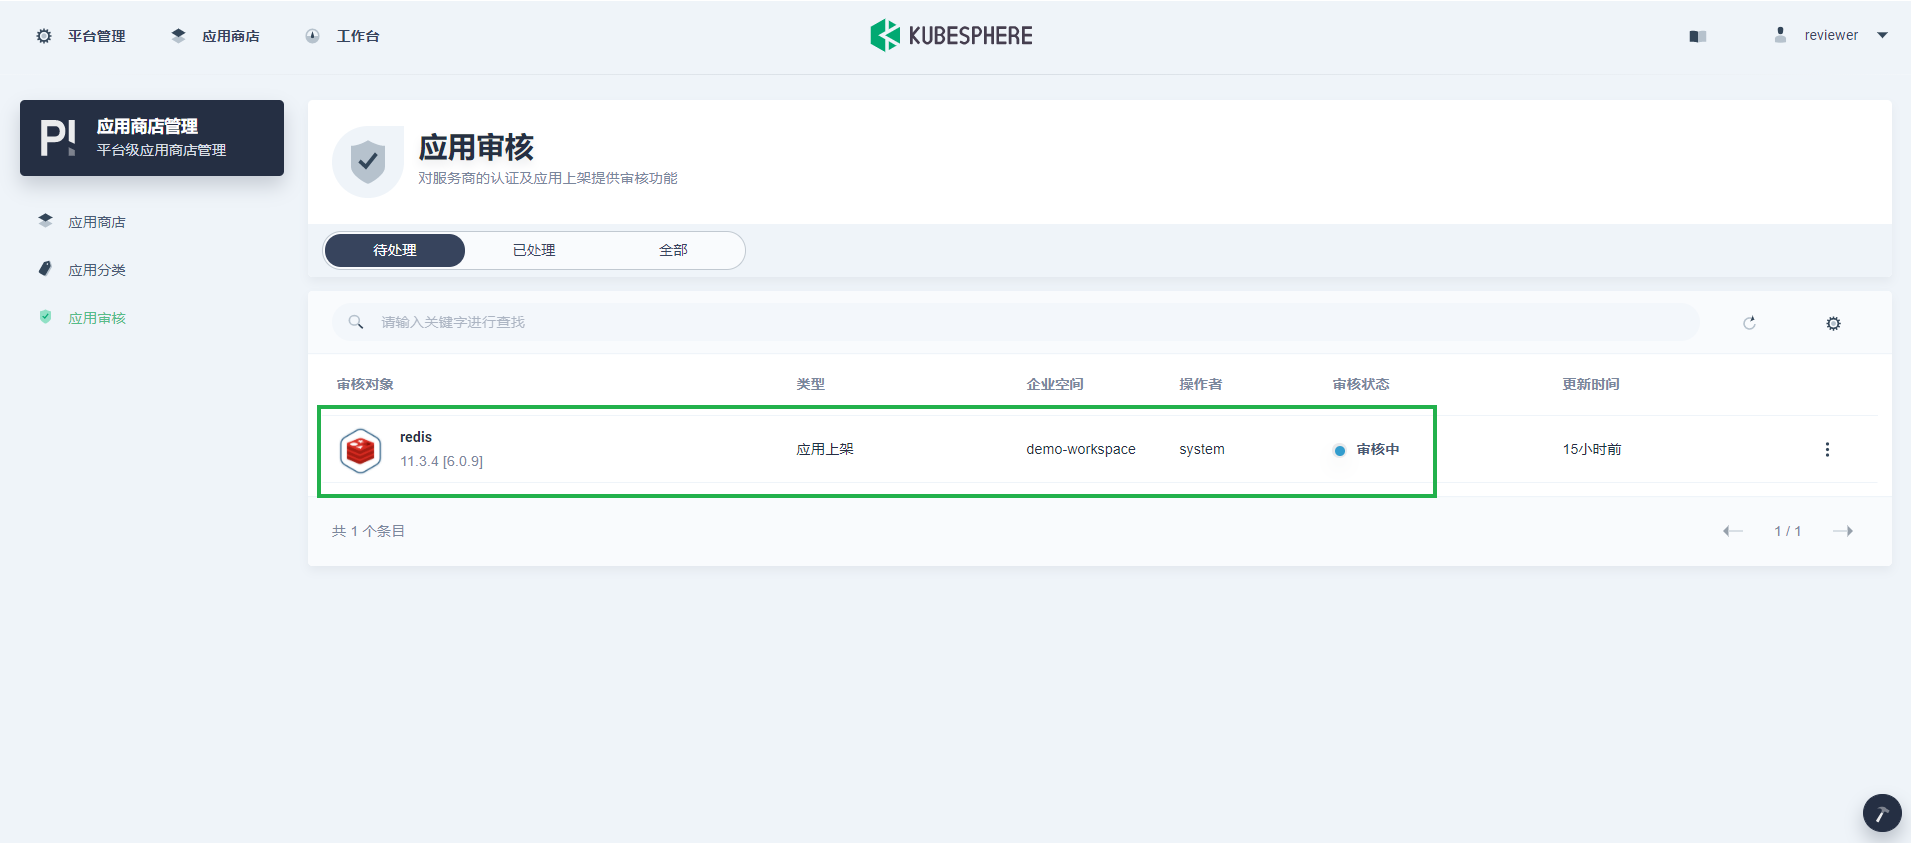 平台管理 应用商店 工作台 KUBESPHERE reviewer
应用商店管理
平台级应用商店管理
应用商店
应用分类
应用审核
应用审核
对服务商的认证及应用上架提供审核功能
待处理 已处理 全部
请输入关键字进行查找
审核对象 类型 企业空间 操作者 审核状态 更新时间
redis
11.3.4 [6.0.9]
应用上架 demo-workspace system 审核中 15小时前
共 1 个条目
1 / 1